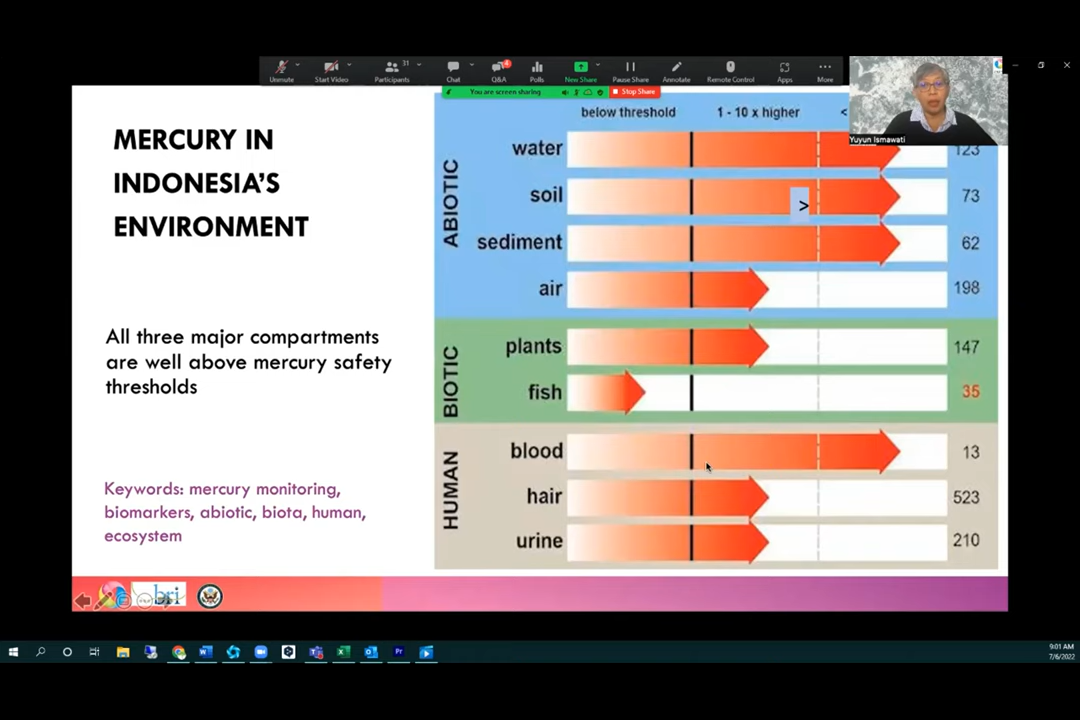 31
4
Unmute
Start Video
Participants
Chat
Q&A
Polls
New Share
Pause Share
Annotate
Remote Control
Apps
More
You are screen sharing
Stop Share
Yuyun Ismawati
MERCURY IN
INDONESIA'S
ENVIRONMENT
All three major compartments
are well above mercury safety
thresholds
Keywords: mercury monitoring,
biomarkers, abiotic, biota, human,
ecosystem
below threshold 1 - 10 x higher <
ABIOTIC
water 123
soil > 73
sediment 62
air 198
BIOTIC
plants 147
fish 35
HUMAN
blood 13
hair 523
urine 210
bri
9:01 AM
7/6/2022